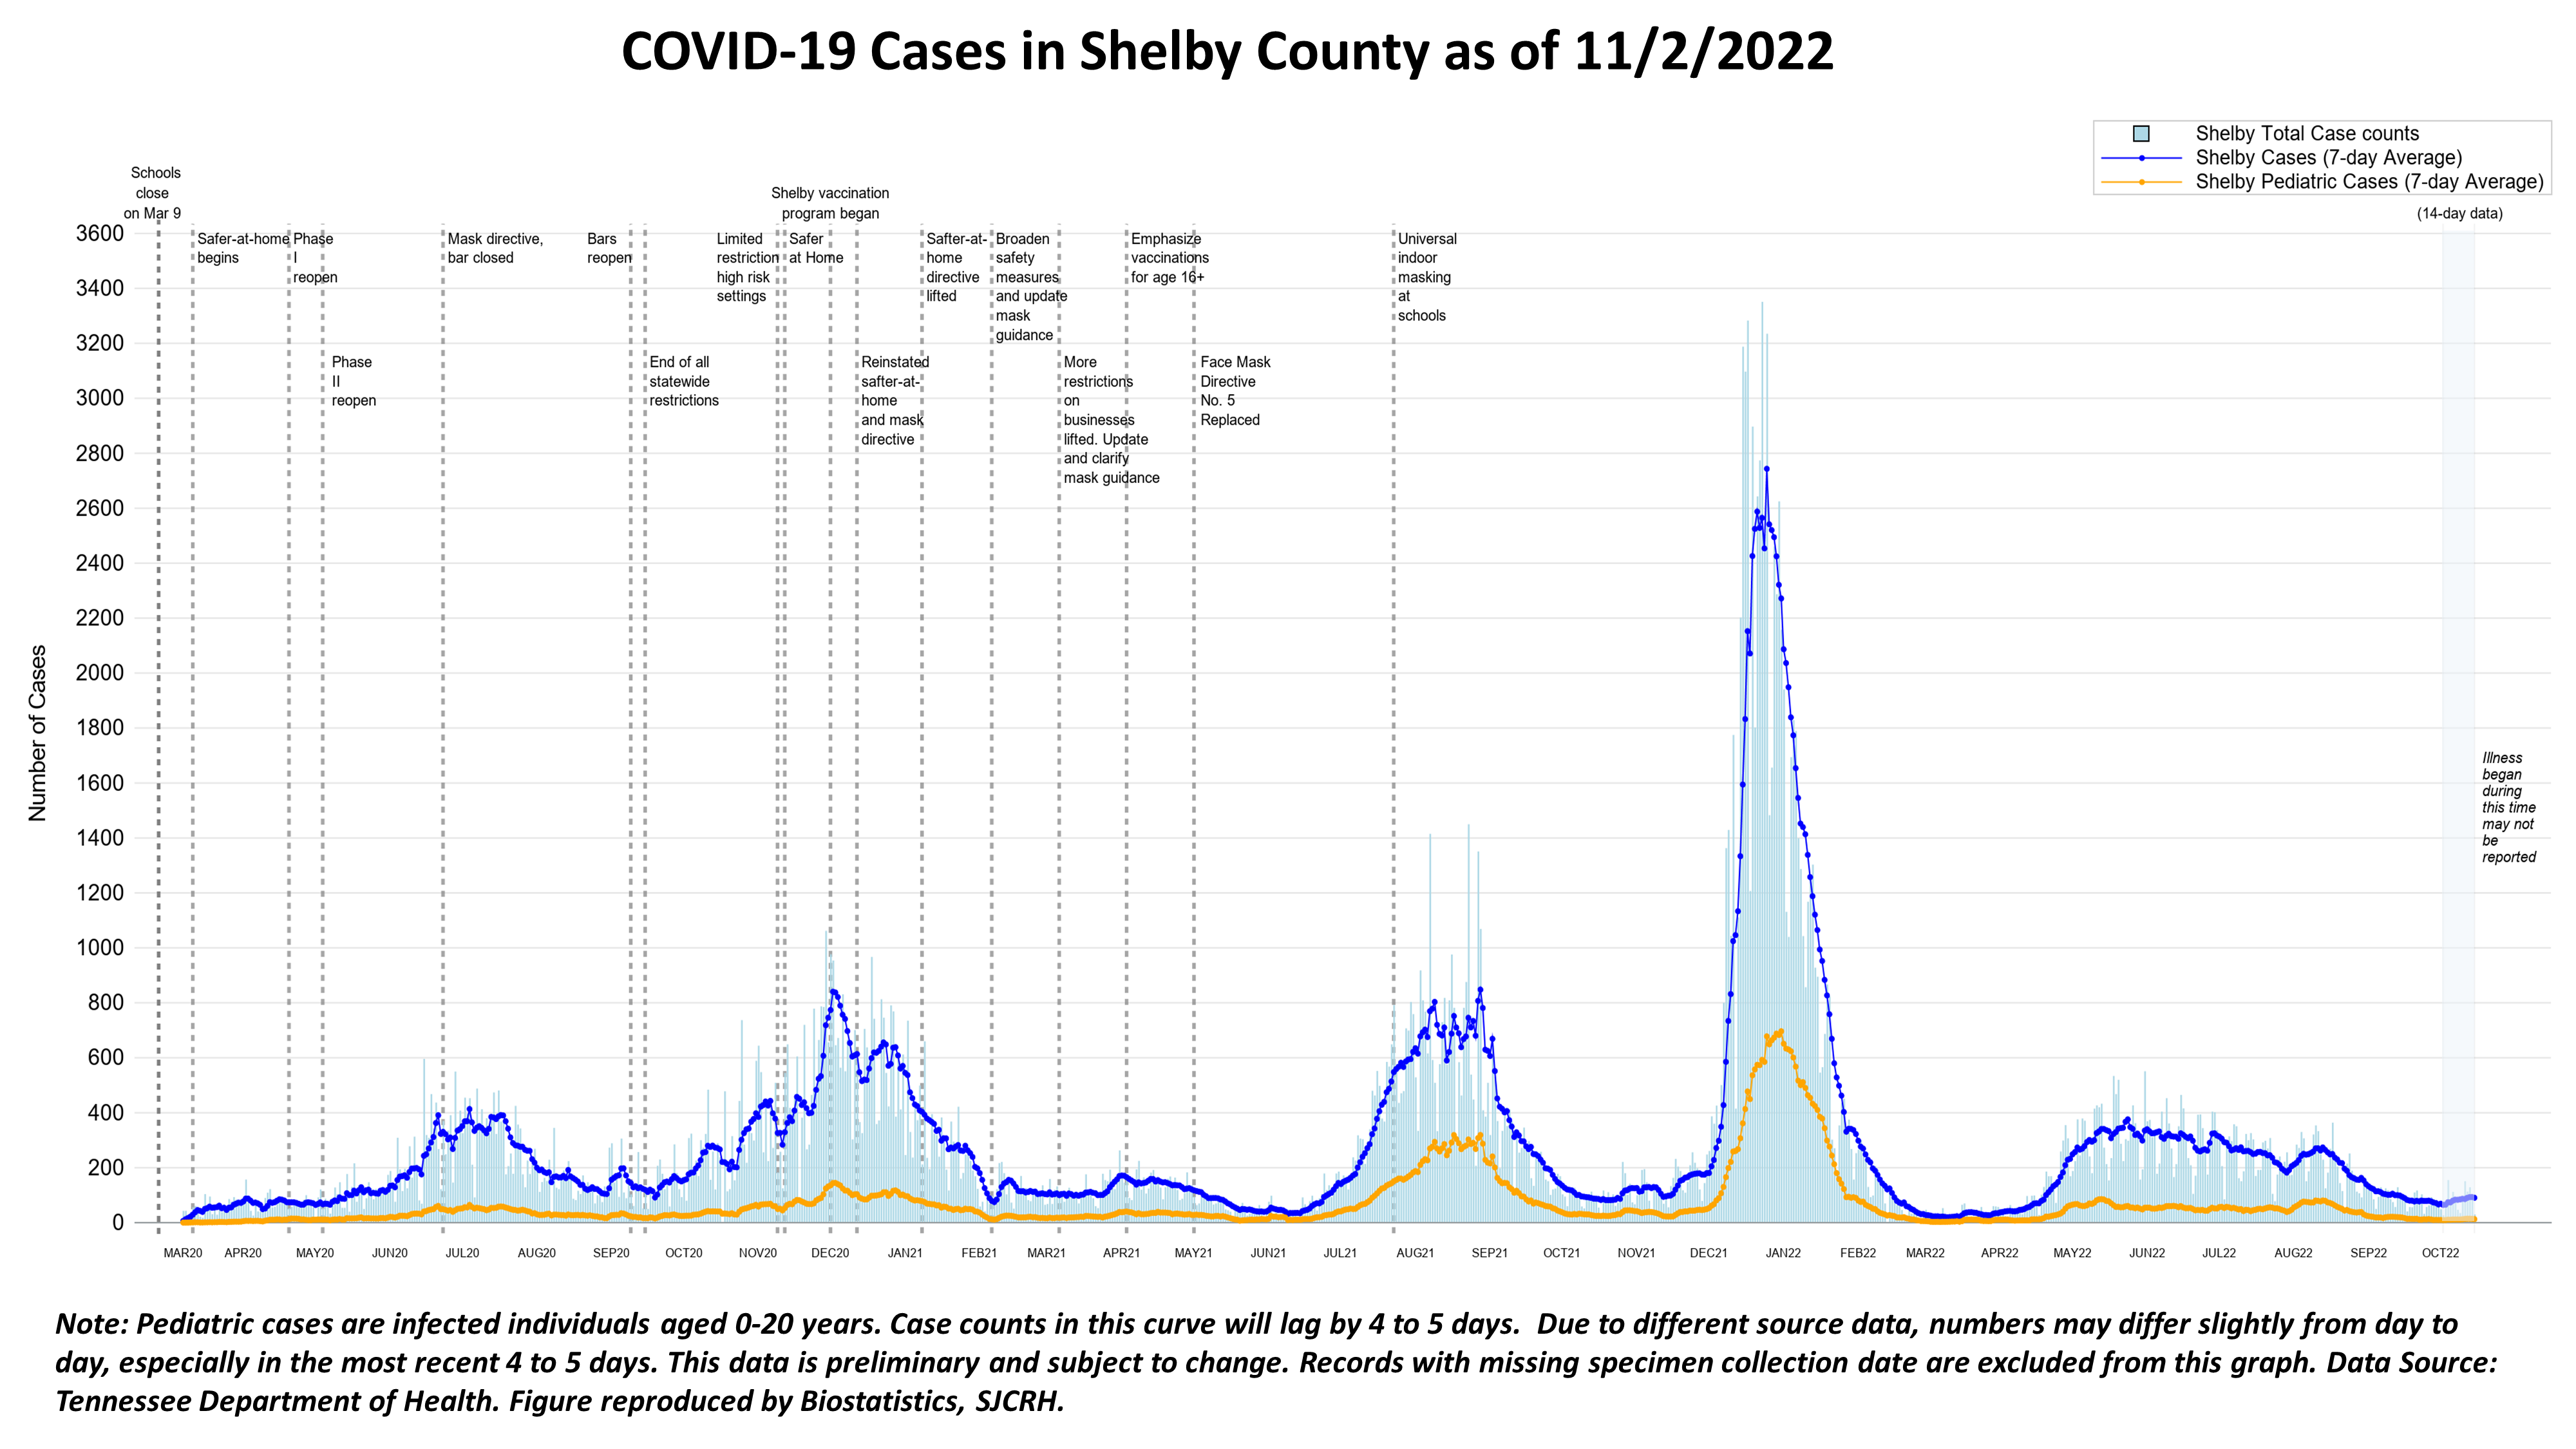 COVID-19 Cases in Shelby County as of 11/2/2022
Shelby Total Case counts
Shelby Cases (7-day Average)
Shelby Pediatric Cases (7-day Average)
(14-day data)
Schools
close
on Mar 9
Shelby vaccination
program began
Safer-at-home
begins
Phase
I
reopen
Phase
II
reopen
Mask directive,
bar closed
Bars
reopen
End of all
statewide
restrictions
Limited
restriction
high risk
settings
Safer
at Home
Reinstated
safter-at-
home
and mask
directive
Safter-at-
home
directive
lifted
Broaden
safety
measures
and update
mask
guidance
More
restrictions
on
businesses
lifted. Update
and clarify
mask guidance
Emphasize
vaccinations
for age 16+
Face Mask
Directive
No. 5
Replaced
Universal
indoor
masking
at
schools
Illness
began
during
this time
may not
be
reported
Number of Cases
3600
3400
3200
3000
2800
2600
2400
2200
2000
1800
1600
1400
1200
1000
800
600
400
200
0
MAR20 APR20 MAY20 JUN20 JUL20 AUG20 SEP20 OCT20 NOV20 DEC20 JAN21 FEB21 MAR21 APR21 MAY21 JUN21 JUL21 AUG21 SEP21 OCT21 NOV21 DEC21 JAN22 FEB22 MAR22 APR22 MAY22 JUN22 JUL22 AUG22 SEP22 OCT22
Note: Pediatric cases are infected individuals aged 0-20 years. Case counts in this curve will lag by 4 to 5 days.  Due to different source data, numbers may differ slightly from day to
day, especially in the most recent 4 to 5 days. This data is preliminary and subject to change. Records with missing specimen collection date are excluded from this graph. Data Source:
Tennessee Department of Health. Figure reproduced by Biostatistics, SJCRH.